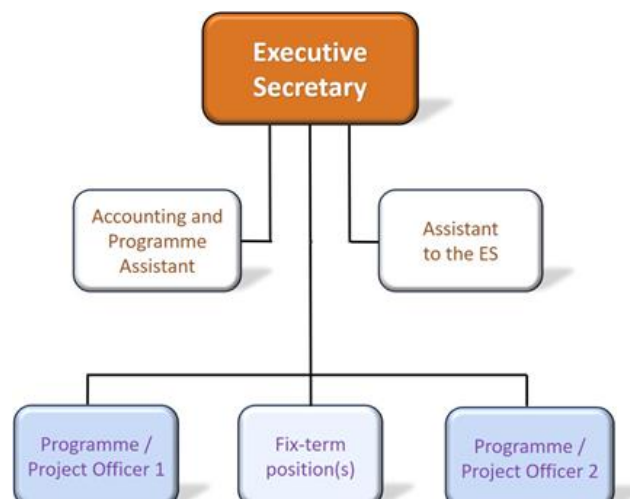 Executive
Secretary
Accounting and
Programme
Assistant
Assistant
to the ES
Programme /
Project Officer 1
Fix-term
position(s)
Programme /
Project Officer 2